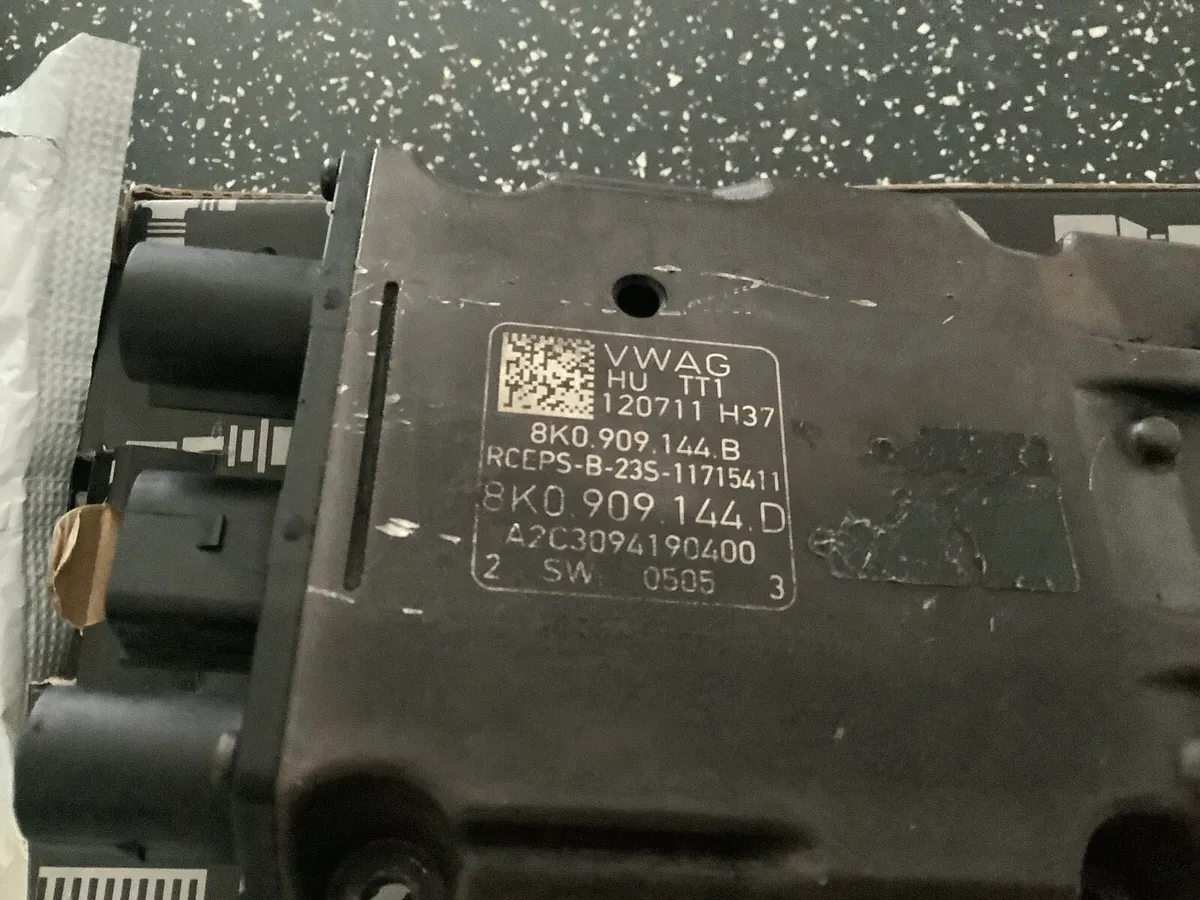 VWAG
HU TT1
120711 H37
8K0.909.144.B
RCEPS-B-23S-11715411
8K0.909.144.D
A2C3094190400
2 SW 0505 3